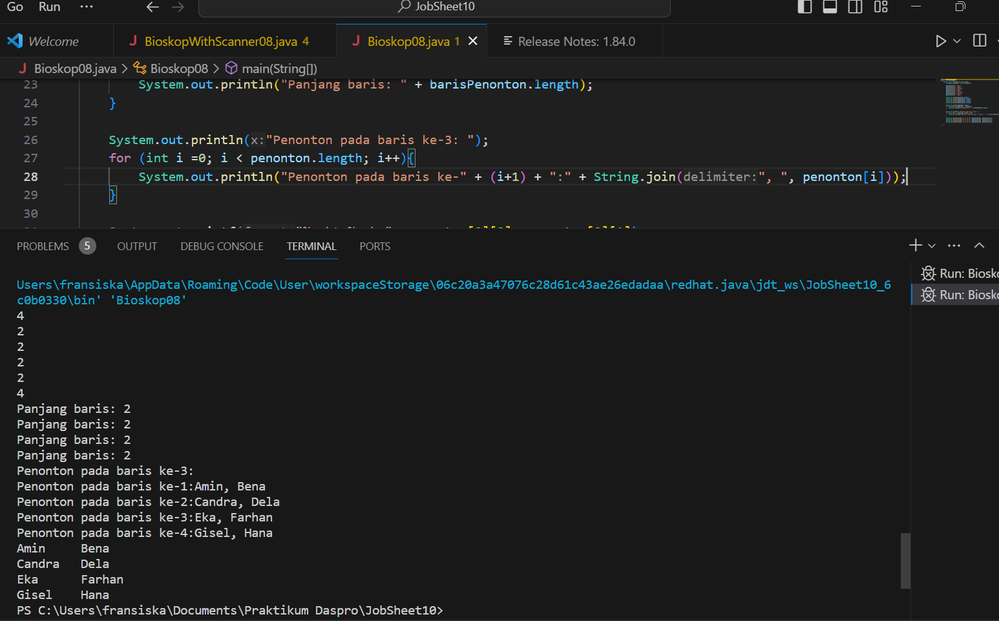 Go Run ··· ← → JobSheet10
Welcome BioskopWithScanner08.java 4 Bioskop08.java 1 Release Notes: 1.84.0
Bioskop08.java > Bioskop08 > main(String[])
23 System.out.println("Panjang baris: " + barisPenonton.length);
24 }
25
26 System.out.println(x:"Penonton pada baris ke-3: ");
27 for (int i =0; i < penonton.length; i++){
28 System.out.println("Penonton pada baris ke-" + (i+1) + ":" + String.join(delimiter:", ", penonton[i]));
29 }
30
PROBLEMS 5 OUTPUT DEBUG CONSOLE TERMINAL PORTS
Users\fransiska\AppData\Roaming\Code\User\workspaceStorage\06c20a3a47076c28d61c43ae26edadaa\redhat.java\jdt_ws\JobSheet10_6
c0b0330\bin' 'Bioskop08'
4
2
2
2
2
4
Panjang baris: 2
Panjang baris: 2
Panjang baris: 2
Panjang baris: 2
Penonton pada baris ke-3:
Penonton pada baris ke-1:Amin, Bena
Penonton pada baris ke-2:Candra, Dela
Penonton pada baris ke-3:Eka, Farhan
Penonton pada baris ke-4:Gisel, Hana
Amin Bena
Candra Dela
Eka Farhan
Gisel Hana
PS C:\Users\fransiska\Documents\Praktikum Daspro\JobSheet10>
Run: Biosko
Run: Biosko